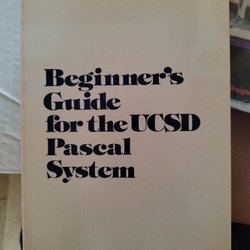 Beginner's
Guide
for the UCSD
Pascal
System